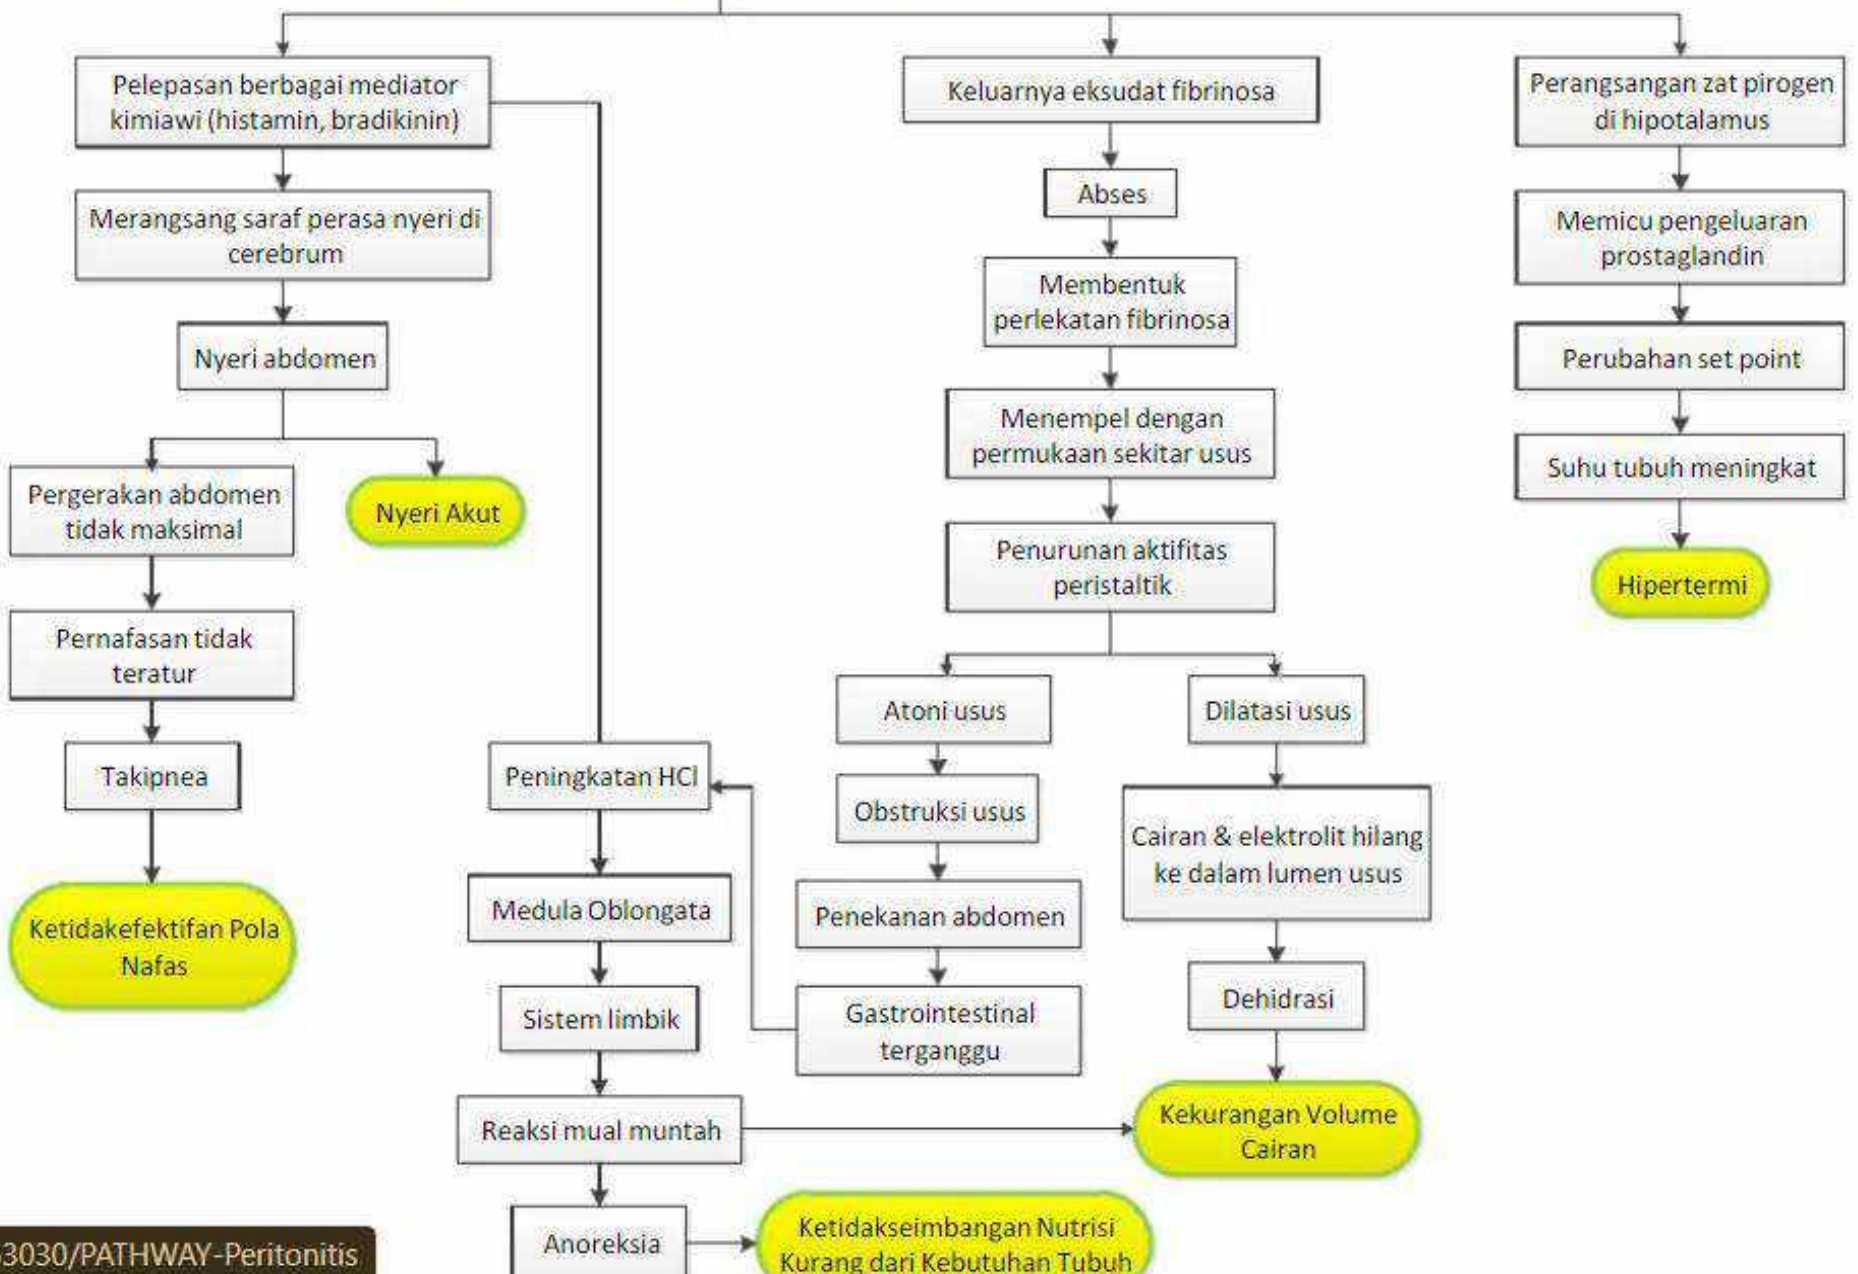 Pelepasan berbagai mediator
kimiawi (histamin, bradikinin)
Merangsang saraf perasa nyeri di
cerebrum
Nyeri abdomen
Pergerakan abdomen
tidak maksimal
Nyeri Akut
Pernafasan tidak
teratur
Takipnea
Ketidakefektifan Pola
Nafas
Peningkatan HCl
Medula Oblongata
Sistem limbik
Reaksi mual muntah
Anoreksia
Keluarnya eksudat fibrinosa
Abses
Membentuk
perlekatan fibrinosa
Menempel dengan
permukaan sekitar usus
Penurunan aktifitas
peristaltik
Atoni usus
Obstruksi usus
Penekanan abdomen
Gastrointestinal
terganggu
Dilatasi usus
Cairan & elektrolit hilang
ke dalam lumen usus
Dehidrasi
Kekurangan Volume
Cairan
Ketidakseimbangan Nutrisi
Kurang dari Kebutuhan Tubuh
Perangsangan zat pirogen
di hipotalamus
Memicu pengeluaran
prostaglandin
Perubahan set point
Suhu tubuh meningkat
Hipertermi
3030/PATHWAY-Peritonitis